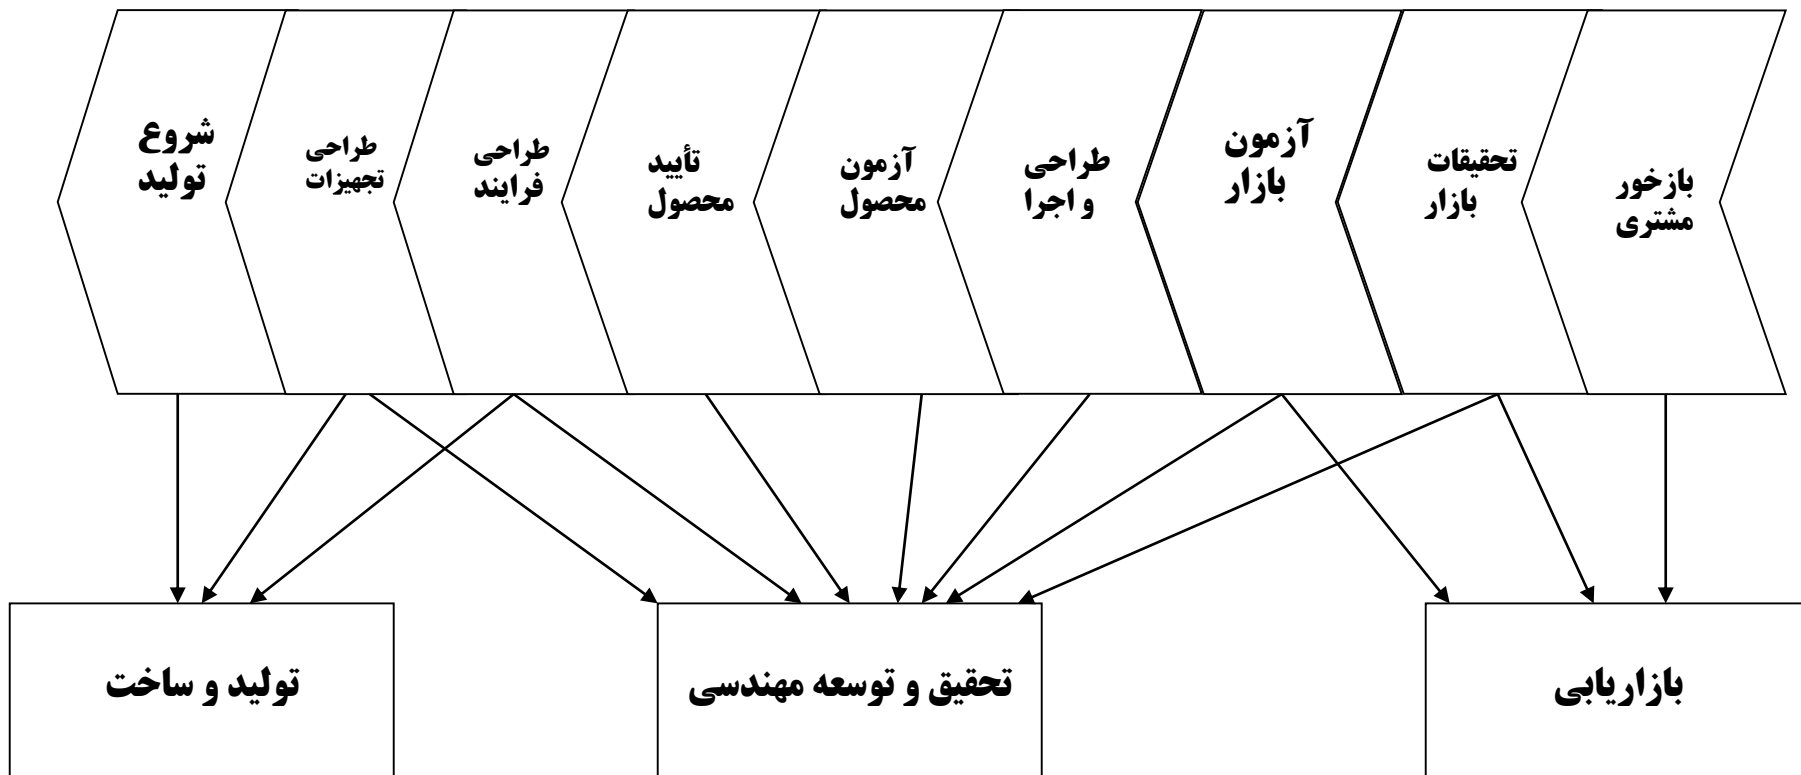 بازخور
مشتری
تحقیقات
بازار
آزمون
بازار
طراحی
و اجرا
آزمون
محصول
تأیید
محصول
طراحی
فرایند
طراحی
تجهیزات
شروع
تولید
بازاریابی
تحقیق و توسعه مهندسی
تولید و ساخت